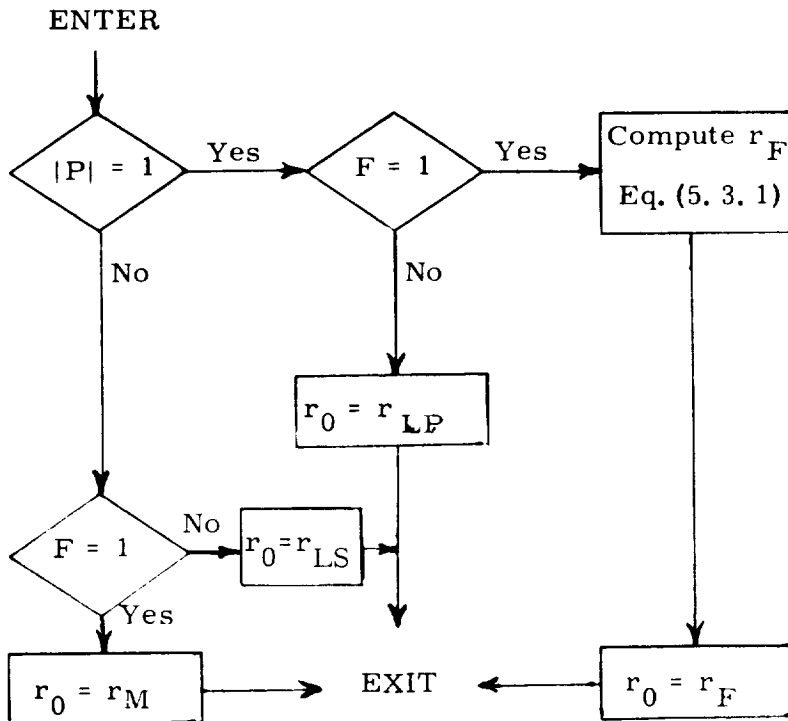 ENTER
|P| = 1
Yes
F = 1
Yes
Compute r_F
Eq. (5. 3. 1)
No
No
r_0 = r_LP
F = 1
No
r_0 = r_LS
Yes
r_0 = r_M
EXIT
r_0 = r_F